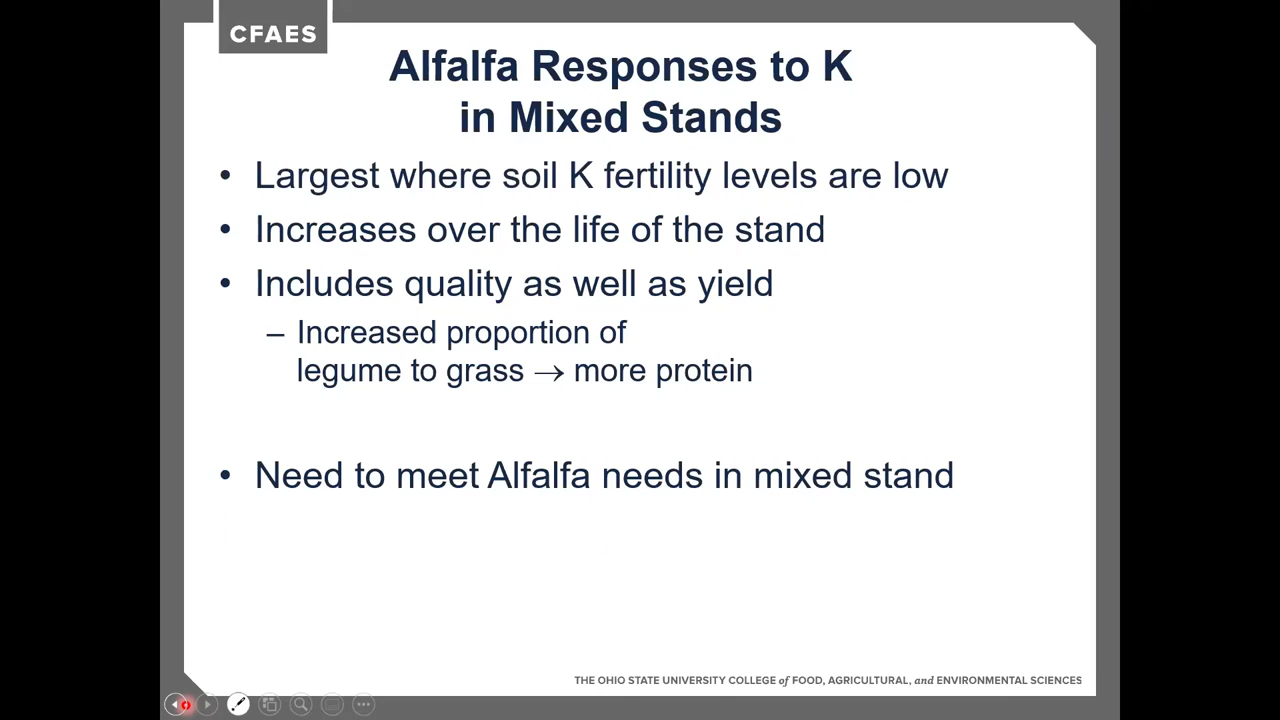 CFAES
Alfalfa Responses to K
in Mixed Stands
• Largest where soil K fertility levels are low
• Increases over the life of the stand
• Includes quality as well as yield
– Increased proportion of
legume to grass → more protein
• Need to meet Alfalfa needs in mixed stand
THE OHIO STATE UNIVERSITY COLLEGE of FOOD, AGRICULTURAL, and ENVIRONMENTAL SCIENCES